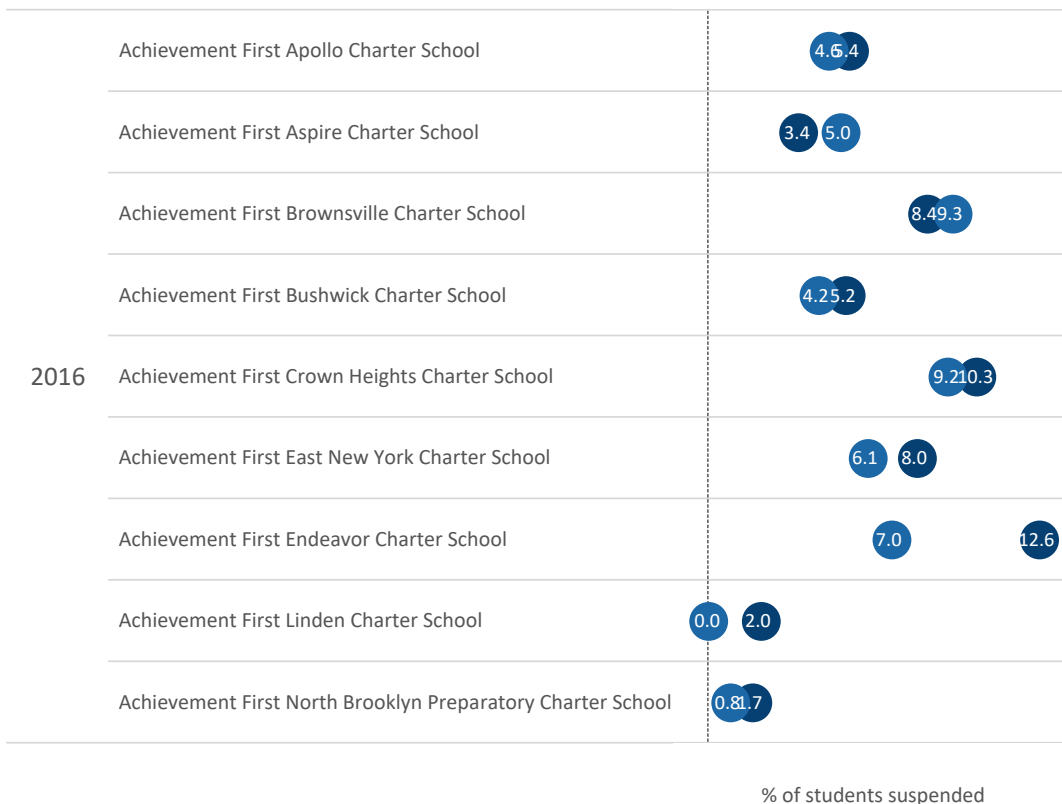 Achievement First Apollo Charter School
4.6 5.4
Achievement First Aspire Charter School
3.4 5.0
Achievement First Brownsville Charter School
8.4 9.3
Achievement First Bushwick Charter School
4.2 5.2
2016
Achievement First Crown Heights Charter School
9.2 10.3
Achievement First East New York Charter School
6.1 8.0
Achievement First Endeavor Charter School
7.0 12.6
Achievement First Linden Charter School
0.0 2.0
Achievement First North Brooklyn Preparatory Charter School
0.8 1.7
% of students suspended